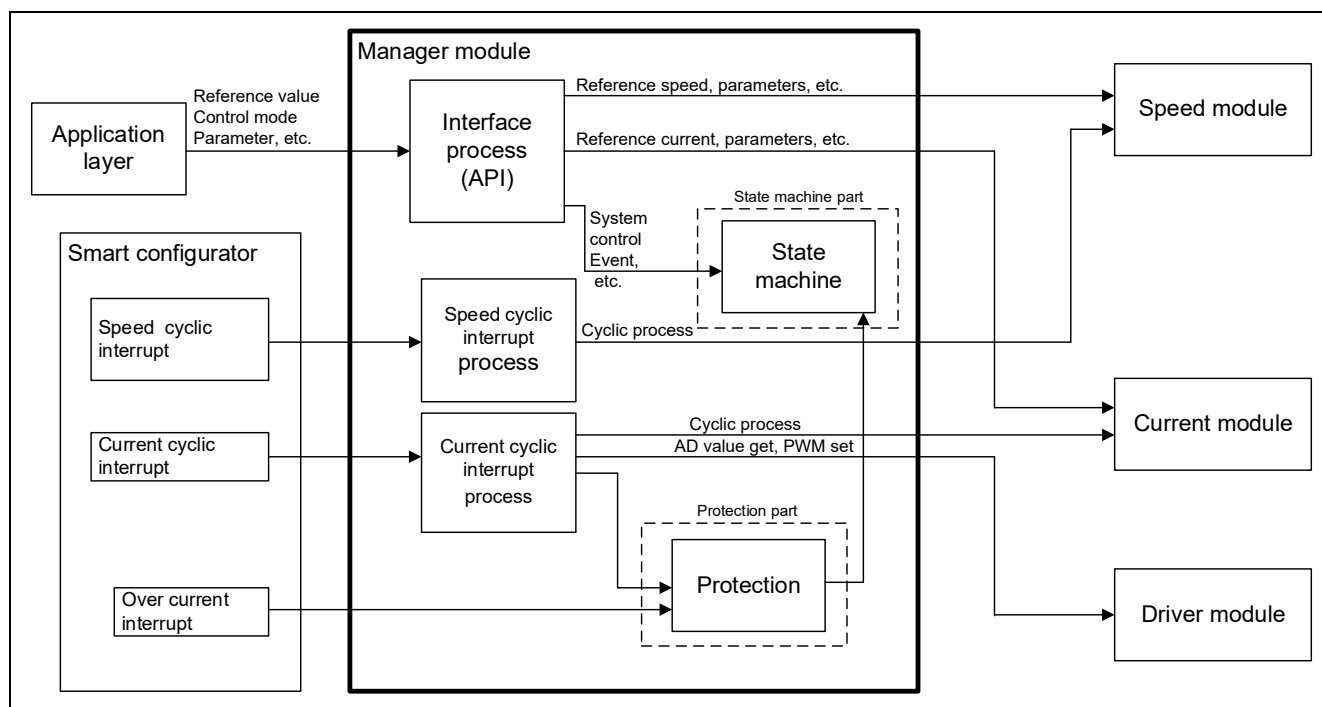 Manager module
Reference value
Control mode
Parameter, etc.
Application
layer
Interface
process
(API)
Reference speed, parameters, etc.
Reference current, parameters, etc.
Speed module
System
control
Event,
etc.
State machine part
State
machine
Smart configurator
Speed cyclic
interrupt
Speed cyclic
interrupt
process
Cyclic process
Current cyclic
interrupt
Current cyclic
interrupt
process
Cyclic process
AD value get, PWM set
Current module
Protection part
Protection
Over current
interrupt
Driver module